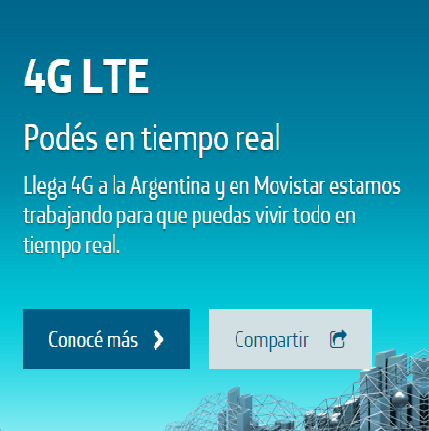 4G LTE
Podés en tiempo real
Llega 4G a la Argentina y en Movistar estamos
trabajando para que puedas vivir todo en
tiempo real.
Conocé más
Compartir